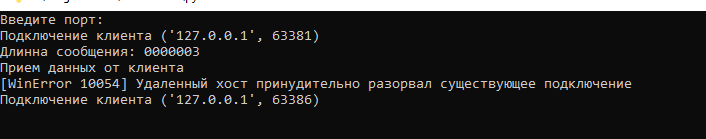 Введите порт:
Подключение клиента ('127.0.0.1', 63381)
Длинна сообщения: 0000003
Прием данных от клиента
[WinError 10054] Удаленный хост принудительно разорвал существующее подключение
Подключение клиента ('127.0.0.1', 63386)